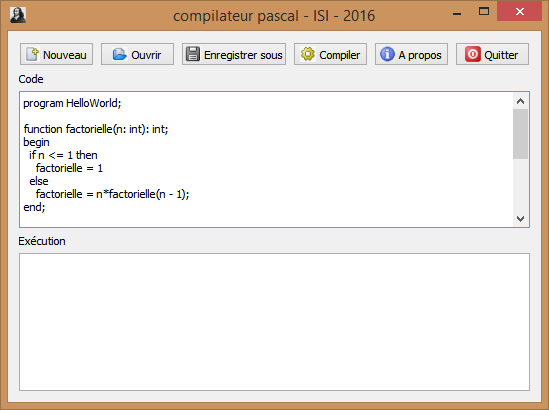 compilateur pascal - ISI - 2016
Nouveau Ouvrir Enregistrer sous Compiler A propos Quitter
Code
program HelloWorld;
function factorielle(n: int): int;
begin
if n <= 1 then
factorielle = 1
else
factorielle = n*factorielle(n - 1);
end;
Exécution